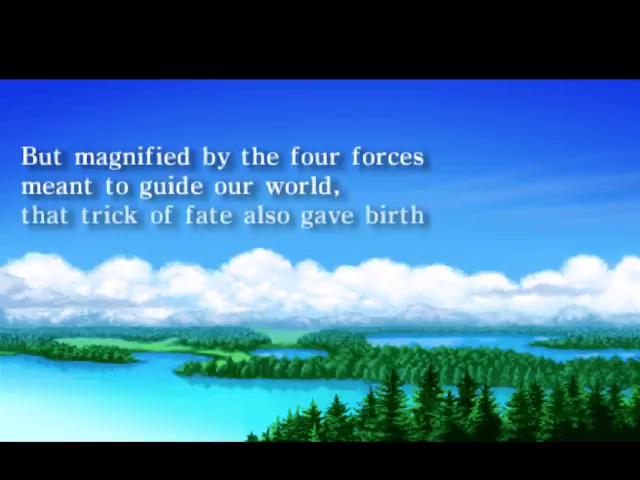 But magnified by the four forces
meant to guide our world,
that trick of fate also gave birth